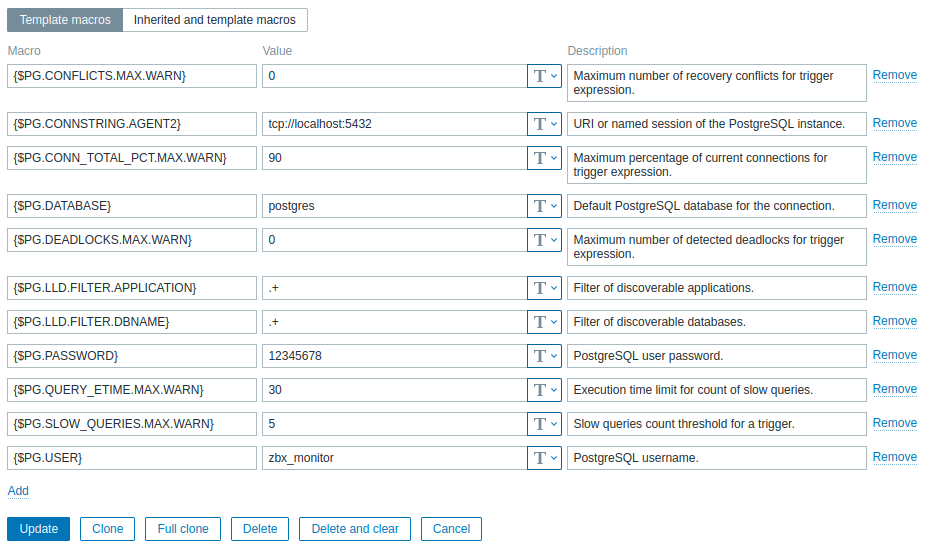 Template macros Inherited and template macros
Macro Value Description
{$PG.CONFLICTS.MAX.WARN} 0 T Maximum number of recovery conflicts for trigger Remove
expression.
{$PG.CONNSTRING.AGENT2} tcp://localhost:5432 T URI or named session of the PostgreSQL instance. Remove
{$PG.CONN_TOTAL_PCT.MAX.WARN} 90 T Maximum percentage of current connections for Remove
trigger expression.
{$PG.DATABASE} postgres T Default PostgreSQL database for the connection. Remove
{$PG.DEADLOCKS.MAX.WARN} 0 T Maximum number of detected deadlocks for trigger Remove
expression.
{$PG.LLD.FILTER.APPLICATION} .+ T Filter of discoverable applications. Remove
{$PG.LLD.FILTER.DBNAME} .+ T Filter of discoverable databases. Remove
{$PG.PASSWORD} 12345678 T PostgreSQL user password. Remove
{$PG.QUERY_ETIME.MAX.WARN} 30 T Execution time limit for count of slow queries. Remove
{$PG.SLOW_QUERIES.MAX.WARN} 5 T Slow queries count threshold for a trigger. Remove
{$PG.USER} zbx_monitor T PostgreSQL username. Remove
Add
Update Clone Full clone Delete Delete and clear Cancel